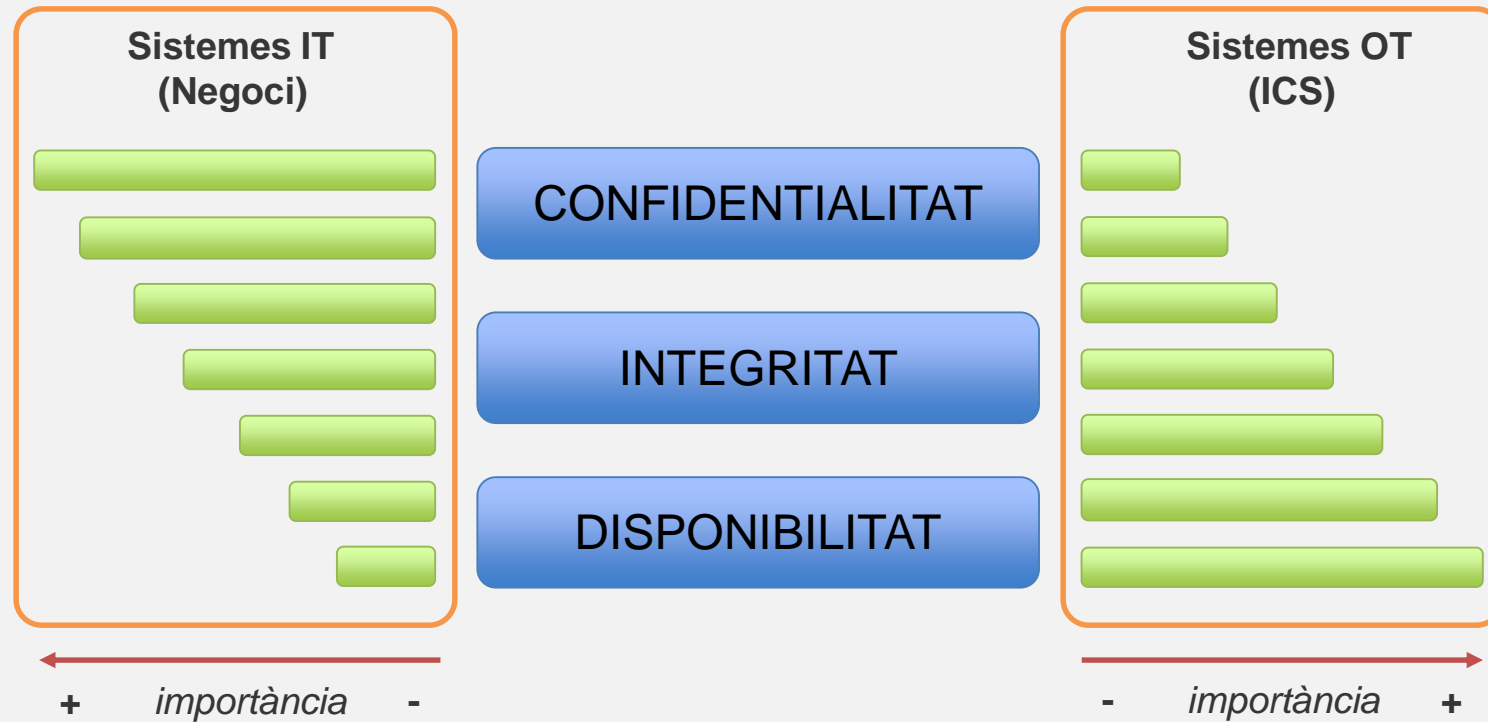 Sistemes IT
(Negoci)
Sistemes OT
(ICS)
CONFIDENTIALITAT
INTEGRITAT
DISPONIBILITAT
+ importància -
- importància +